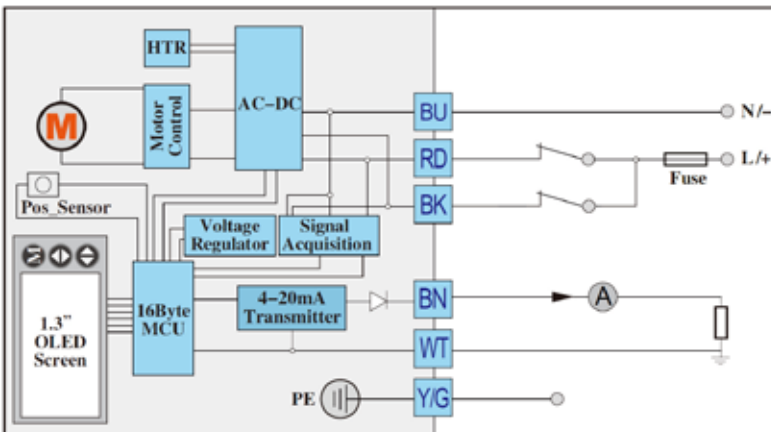 HTR
AC-DC
Motor
Control
M
BU
N/-
RD
L/+
Fuse
BK
Pos_Sensor
Voltage
Regulator
Signal
Acquisition
1.3”
OLED
Screen
16Byte
MCU
4-20mA
Transmitter
BN
A
WT
PE
Y/G